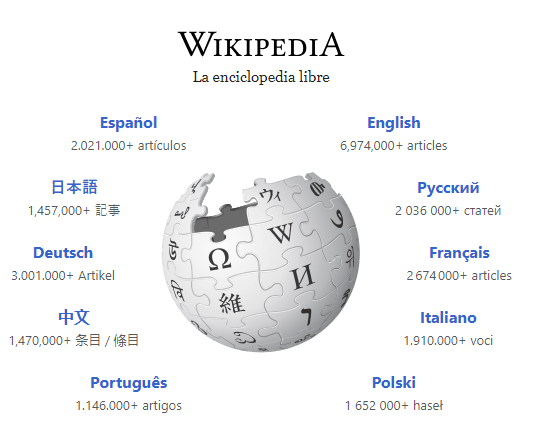 WIKIPEDIA
La enciclopedia libre
Español
2.021.000+ artículos
English
6,974,000+ articles
日本語
1,457,000+ 記事
Русский
2 036 000+ статей
Deutsch
3.001.000+ Artikel
Français
2 674 000+ articles
中文
1,470,000+ 条目 / 條目
Italiano
1.910.000+ voci
Português
1.146.000+ artigos
Polski
1 652 000+ haseł
ウィ
W
Ω
И
維
י